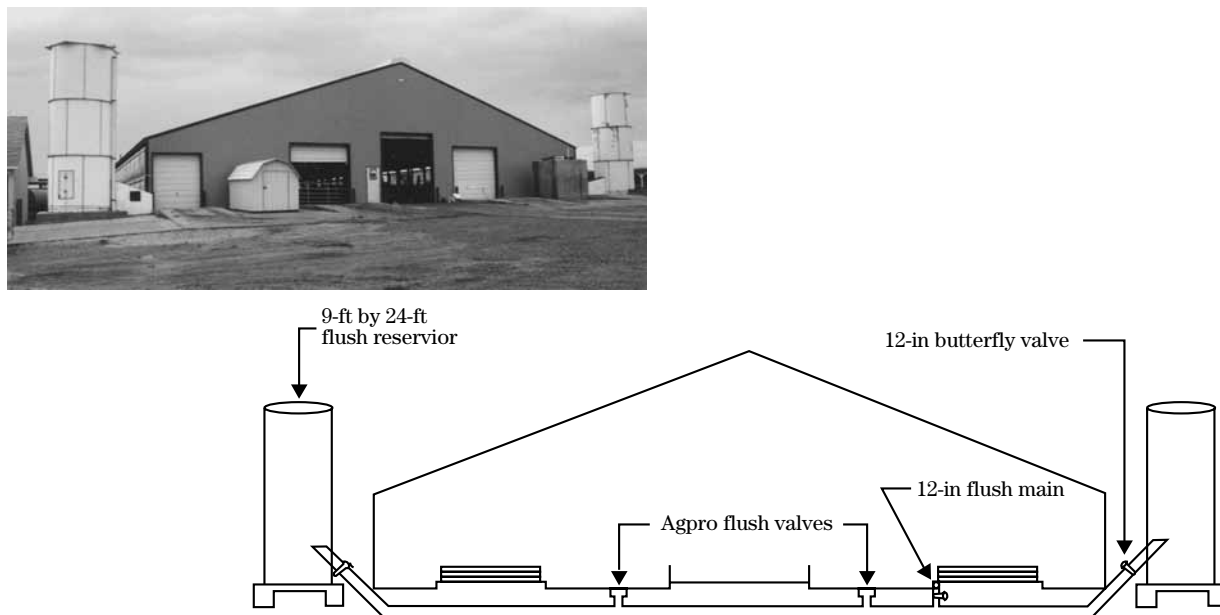 9-ft by 24-ft
flush reservior
12-in butterfly valve
12-in flush main
Agpro flush valves